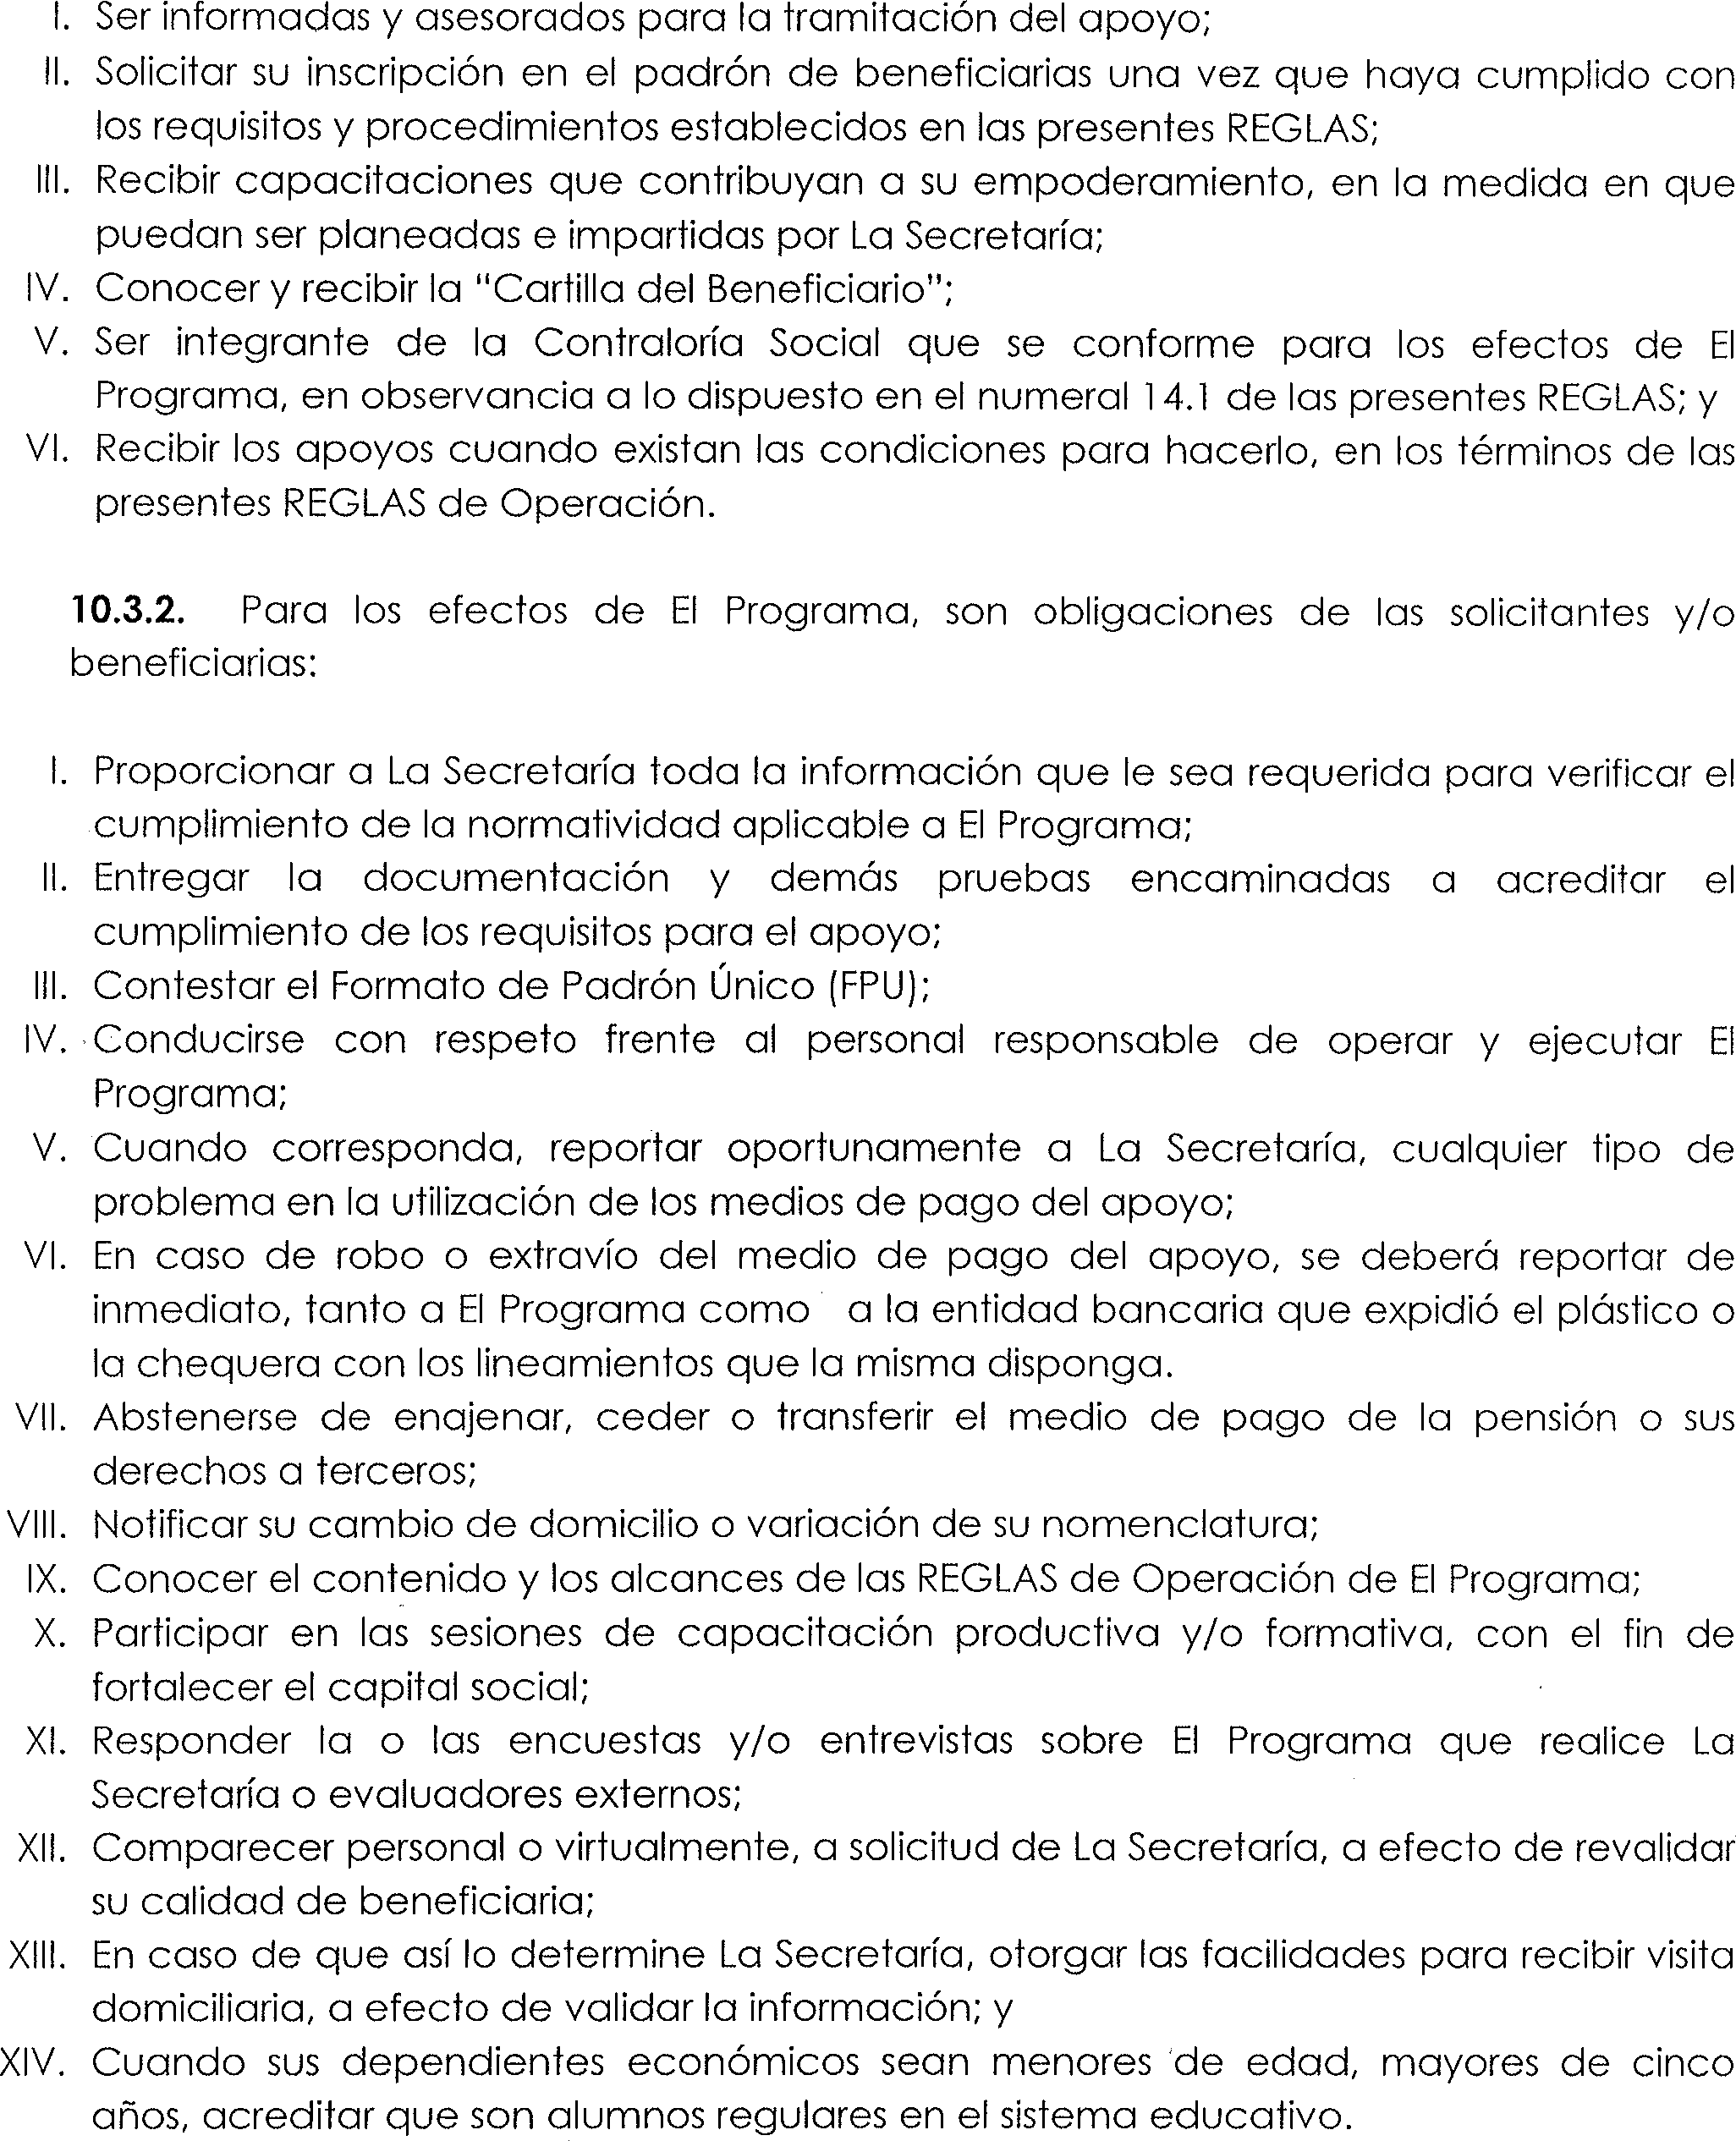 I. Ser informadas y asesorados para la tramitación del apoyo;
II. Solicitar su inscripción en el padrón de beneficiarias una vez que haya cumplido con
los requisitos y procedimientos establecidos en las presentes REGLAS;
III. Recibir capacitaciones que contribuyan a su empoderamiento, en la medida en que
puedan ser planeadas e impartidas por La Secretaría;
IV. Conocer y recibir la "Cartilla del Beneficiario";
V. Ser integrante de la Contraloría Social que se conforme para los efectos de El
Programa, en observancia a lo dispuesto en el numeral 14.1 de las presentes REGLAS; y
VI. Recibir los apoyos cuando existan las condiciones para hacerlo, en los términos de las
presentes REGLAS de Operación.
10.3.2. Para los efectos de El Programa, son obligaciones de las solicitantes y/o
beneficiarias:
I. Proporcionar a La Secretaría toda la información que le sea requerida para verificar el
cumplimiento de la normatividad aplicable a El Programa;
II. Entregar la documentación y demás pruebas encaminadas a acreditar el
cumplimiento de los requisitos para el apoyo;
III. Contestar el Formato de Padrón Único (FPU);
IV. Conducirse con respeto frente al personal responsable de operar y ejecutar El
Programa;
V. Cuando corresponda, reportar oportunamente a La Secretaría, cualquier tipo de
problema en la utilización de los medios de pago del apoyo;
VI. En caso de robo o extravío del medio de pago del apoyo, se deberá reportar de
inmediato, tanto a El Programa como a la entidad bancaria que expidió el plástico o
la chequera con los lineamientos que la misma disponga.
VII. Abstenerse de enajenar, ceder o transferir el medio de pago de la pensión o sus
derechos a terceros;
VIII. Notificar su cambio de domicilio o variación de su nomenclatura;
IX. Conocer el contenido y los alcances de las REGLAS de Operación de El Programa;
X. Participar en las sesiones de capacitación productiva y/o formativa, con el fin de
fortalecer el capital social;
XI. Responder la o las encuestas y/o entrevistas sobre El Programa que realice La
Secretaría o evaluadores externos;
XII. Comparecer personal o virtualmente, a solicitud de La Secretaría, a efecto de revalidar
su calidad de beneficiaria;
XIII. En caso de que así lo determine La Secretaría, otorgar las facilidades para recibir visita
domiciliaria, a efecto de validar la información; y
XIV. Cuando sus dependientes económicos sean menores de edad, mayores de cinco
años, acreditar que son alumnos regulares en el sistema educativo.